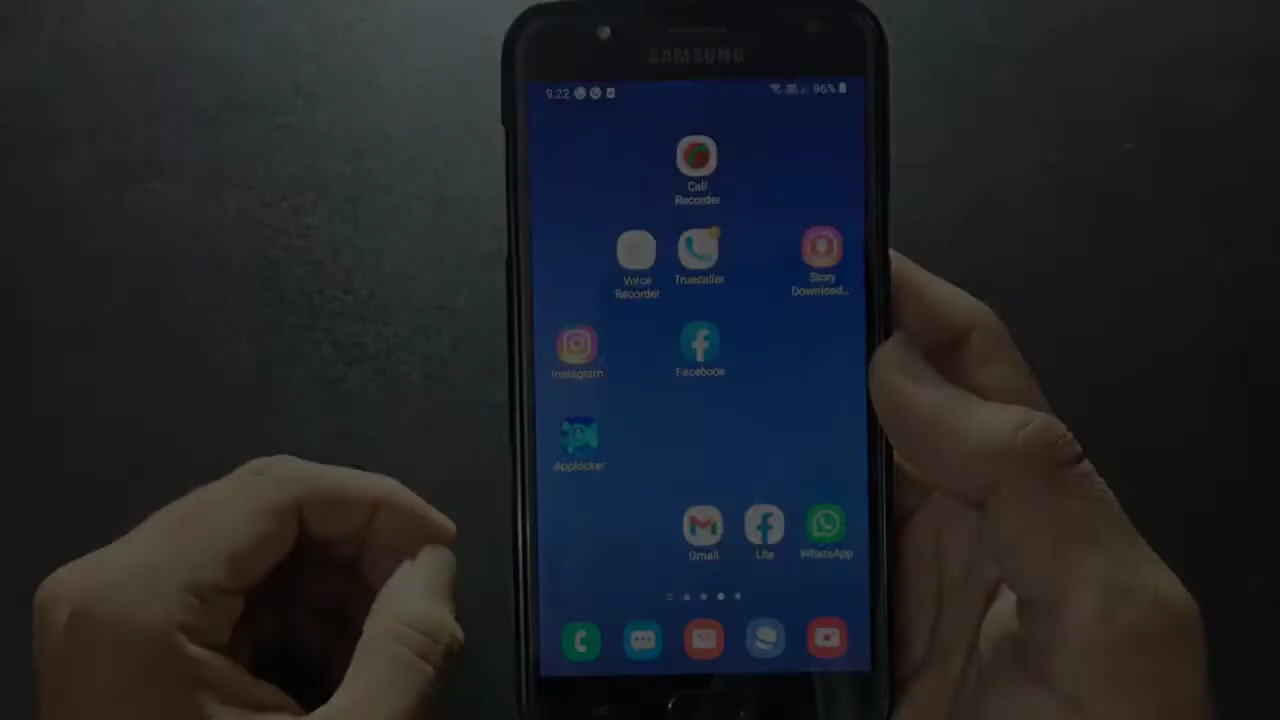 SAMSUNG
9:22
96%
Call
Recorder
Voice
Recorder
Truecaller
Story
Download...
Instagram
Facebook
Applocker
Gmail
Lite
WhatsApp